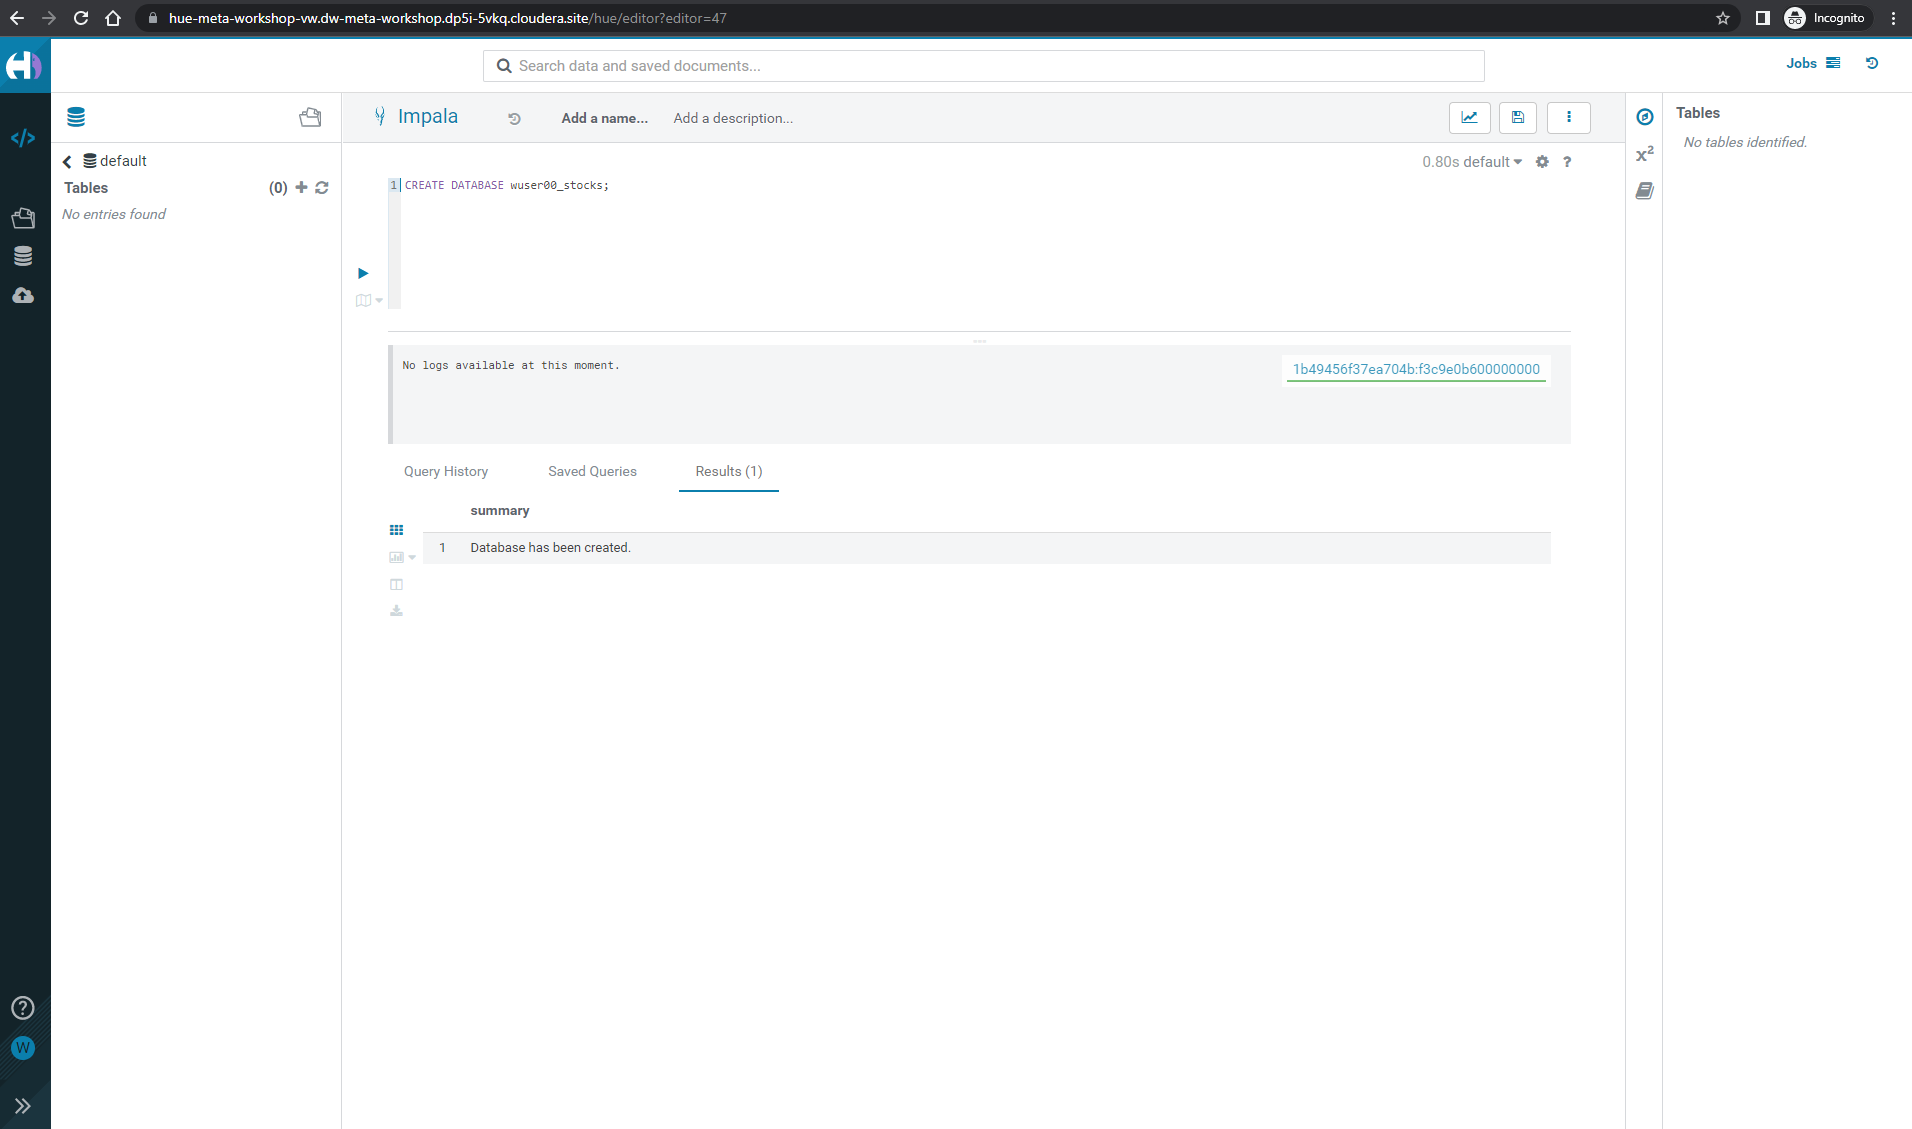 hue-meta-workshop-vw.dw-meta-workshop.dp5i-5vkq.cloudera.site/hue/editor?editor=47
Incognito
Search data and saved documents...
Jobs
Impala
Add a name...
Add a description...
Tables
No tables identified.
default
Tables
(0)
No entries found
0.80s default
?
1 CREATE DATABASE wuser00_stocks;
x2
No logs available at this moment.
1b49456f37ea704b:f3c9e0b600000000
Query History
Saved Queries
Results (1)
summary
1 Database has been created.
?
W